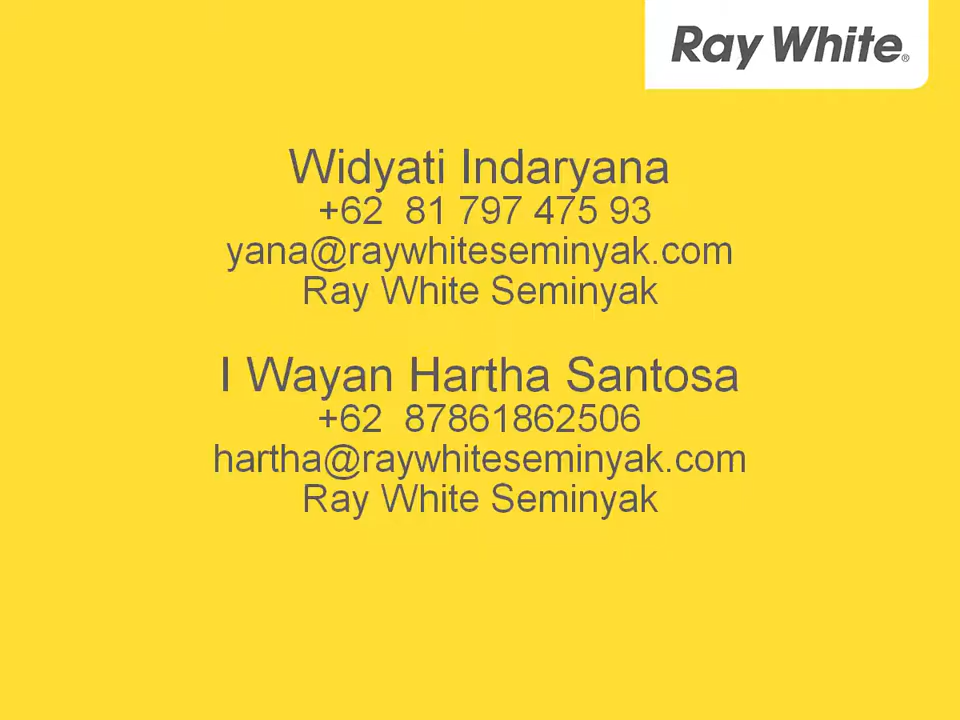 Ray White®
Widyati Indaryana
+62  81 797 475 93
yana@raywhiteseminyak.com
Ray White Seminyak
I Wayan Hartha Santosa
+62  87861862506
hartha@raywhiteseminyak.com
Ray White Seminyak